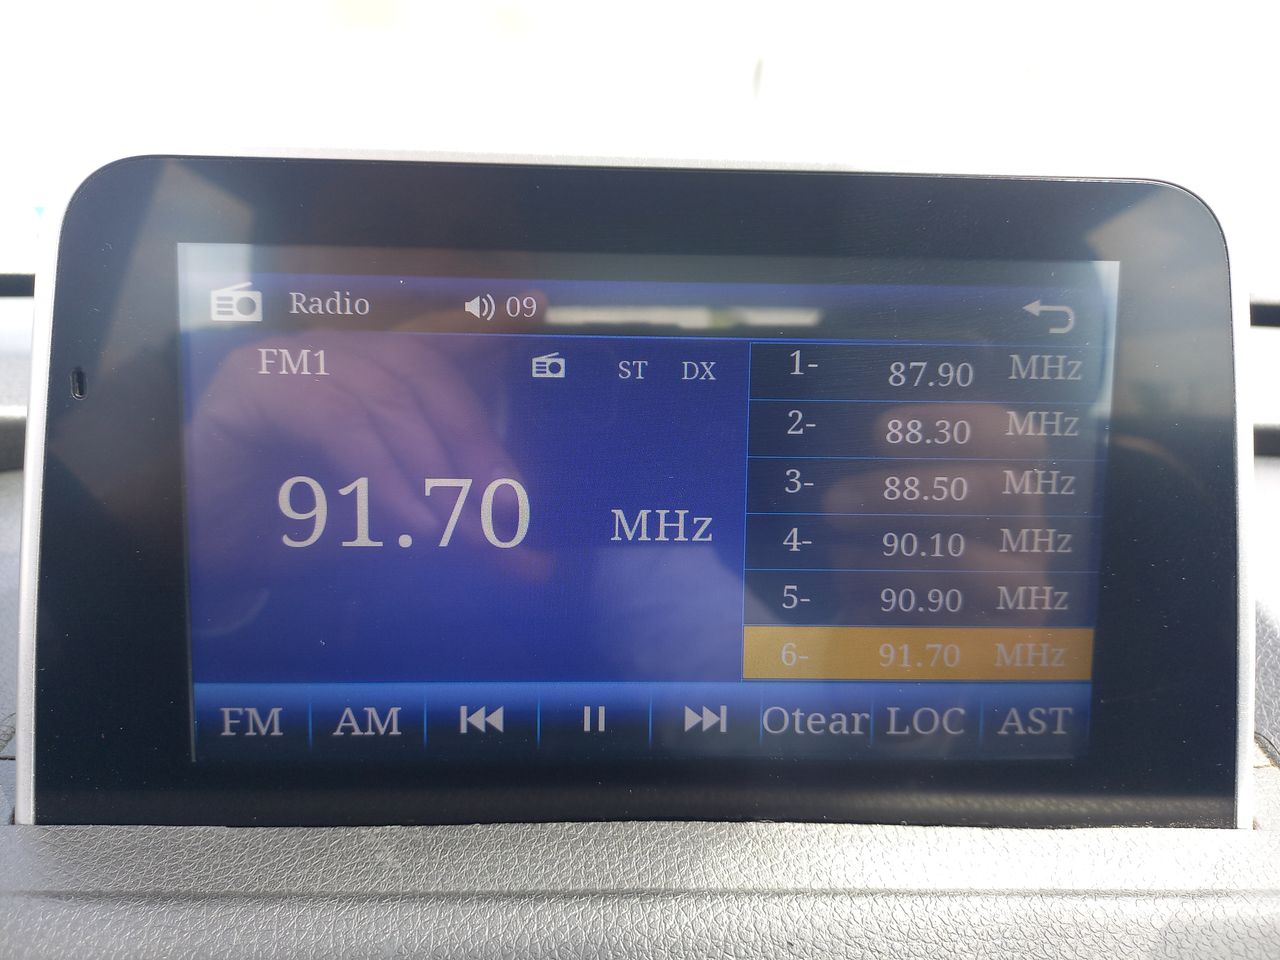 Radio 09
FM1 ST DX
91.70 MHz
1- 87.90 MHz
2- 88.30 MHz
3- 88.50 MHz
4- 90.10 MHz
5- 90.90 MHz
6- 91.70 MHz
FM AM Otear LOC AST